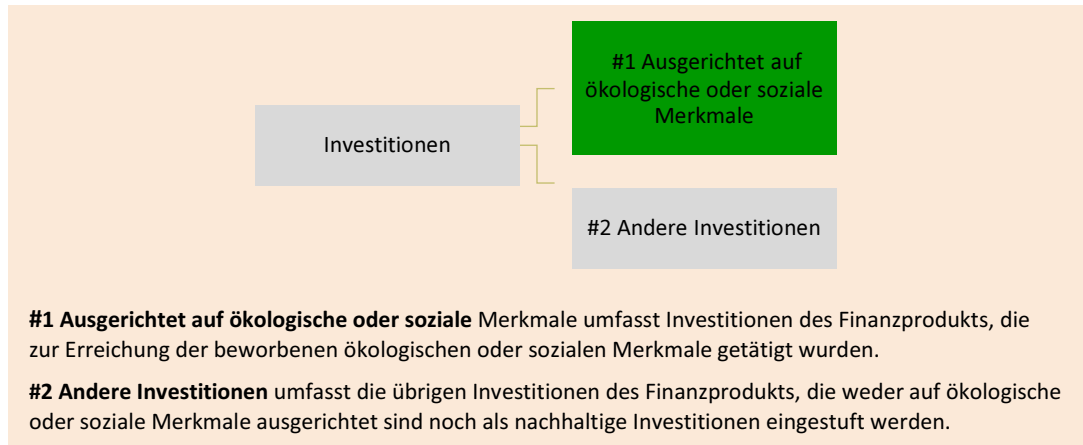 #1 Ausgerichtet auf
ökologische oder soziale
Merkmale
Investitionen
#2 Andere Investitionen
#1 Ausgerichtet auf ökologische oder soziale Merkmale umfasst Investitionen des Finanzprodukts, die
zur Erreichung der beworbenen ökologischen oder sozialen Merkmale getätigt wurden.
#2 Andere Investitionen umfasst die übrigen Investitionen des Finanzprodukts, die weder auf ökologische
oder soziale Merkmale ausgerichtet sind noch als nachhaltige Investitionen eingestuft werden.